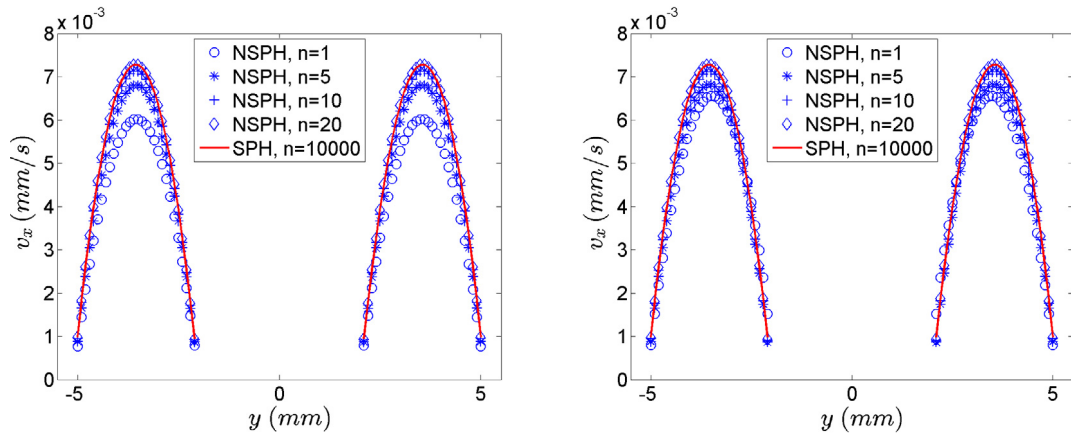 x 10⁻³
8
7
6
5
4
3
2
1
0
-5
0
5
v_x (mm/s)
y (mm)
NSPH, n=1
NSPH, n=5
NSPH, n=10
NSPH, n=20
SPH, n=10000
x 10⁻³
8
7
6
5
4
3
2
1
0
-5
0
5
v_x (mm/s)
y (mm)
NSPH, n=1
NSPH, n=5
NSPH, n=10
NSPH, n=20
SPH, n=10000